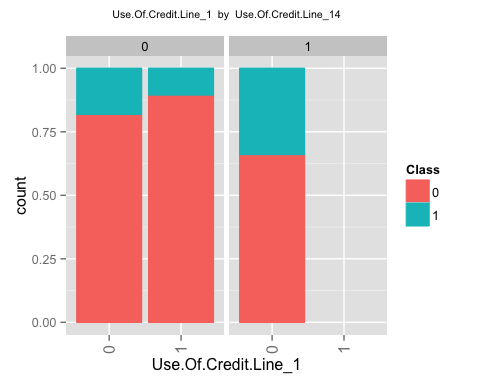 Use.Of.Credit.Line_1 by Use.Of.Credit.Line_14
0 1
1.00
0.75
0.50
0.25
0.00
count
0 1 0 1
Use.Of.Credit.Line_1
Class
0
1